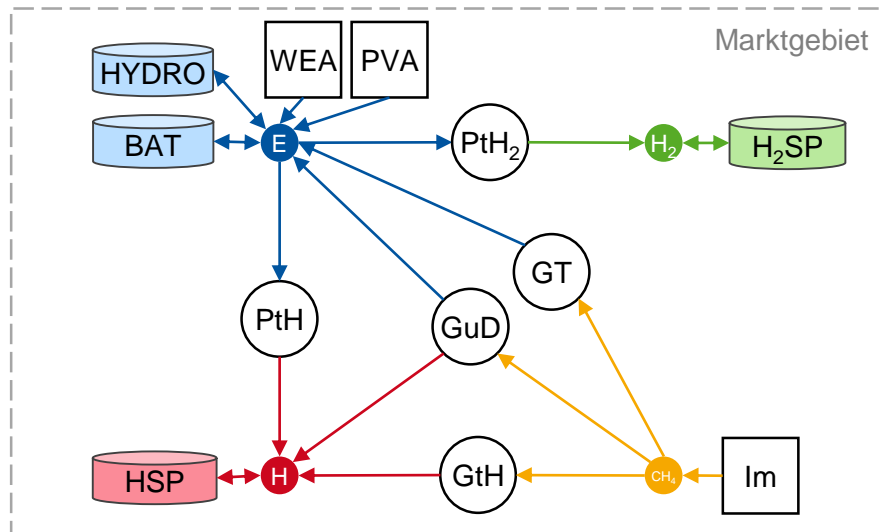 Marktgebiet
HYDRO
WEA
PVA
BAT
E
PtH₂
H₂
H₂SP
GT
PtH
GuD
HSP
H
GtH
CH₄
Im